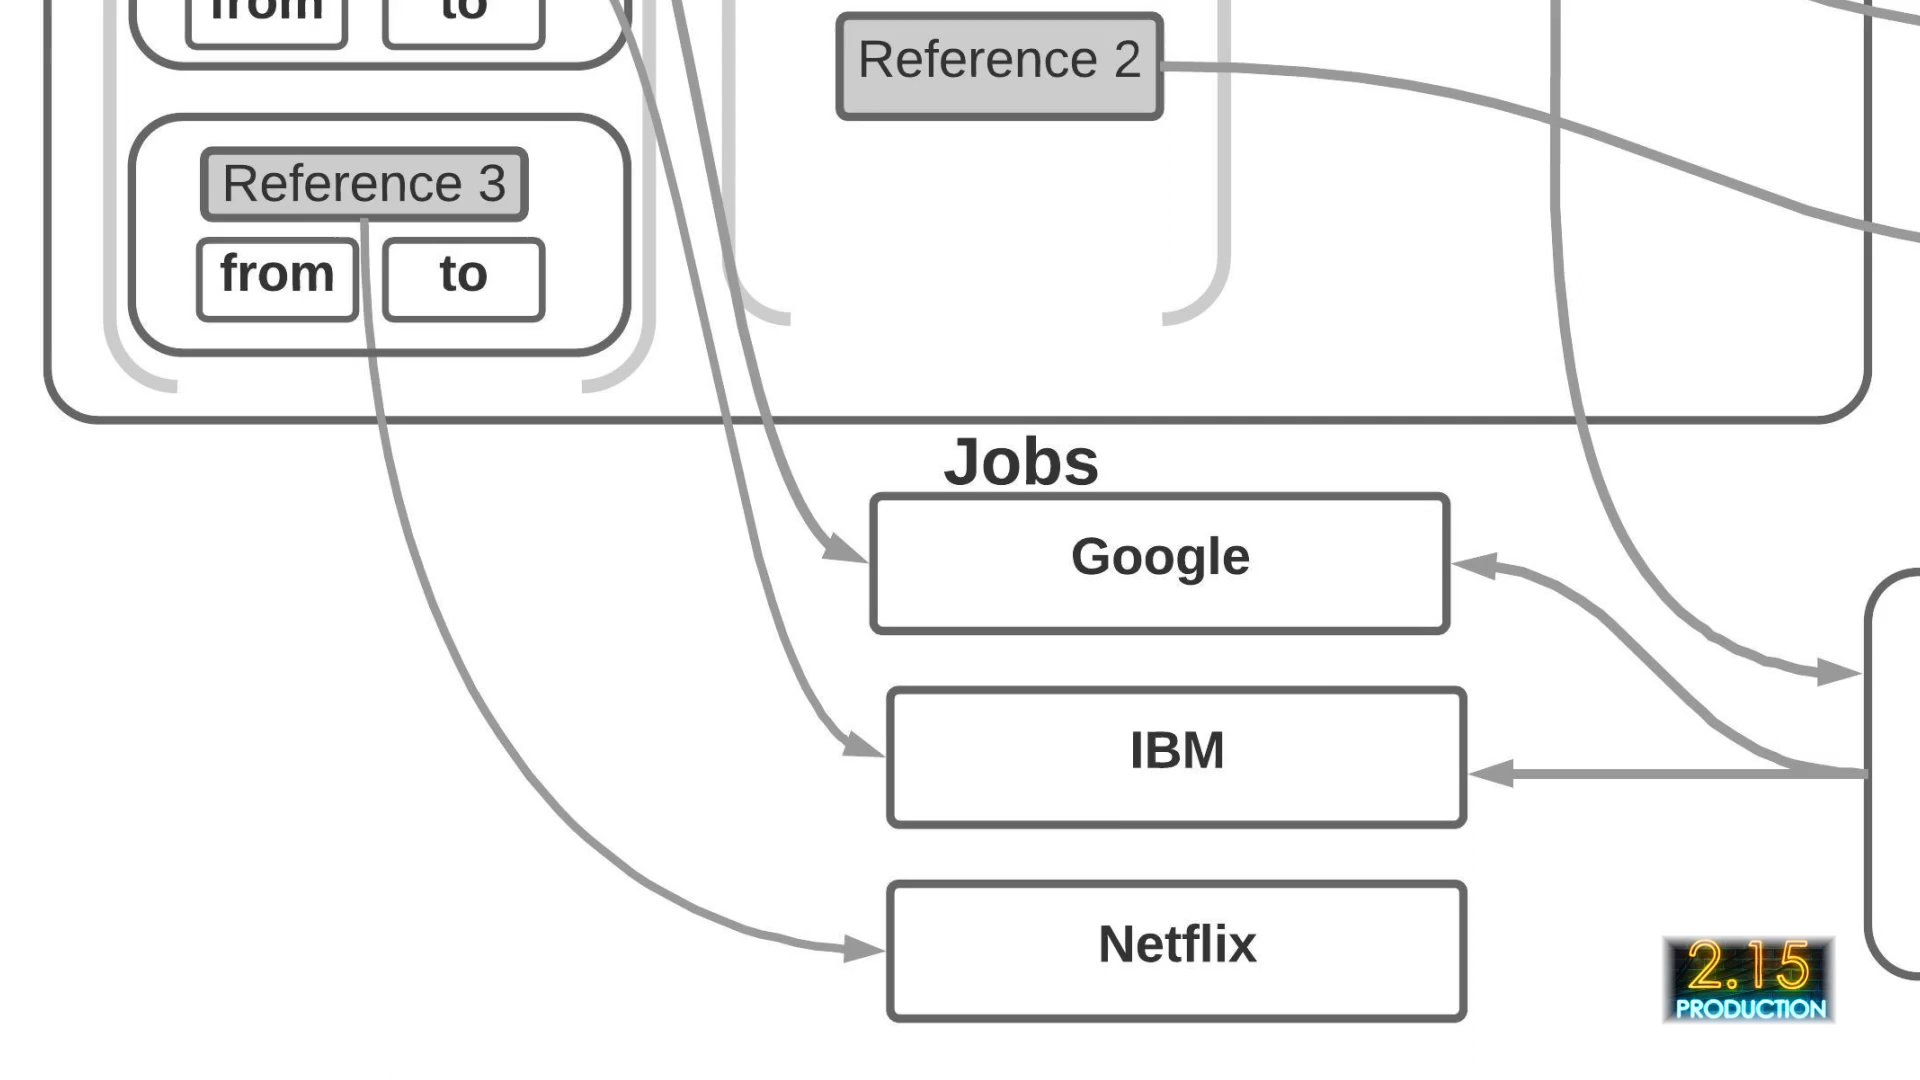 from to
Reference 2
Reference 3
from to
Jobs
Google
IBM
Netflix
2.15
PRODUCTION